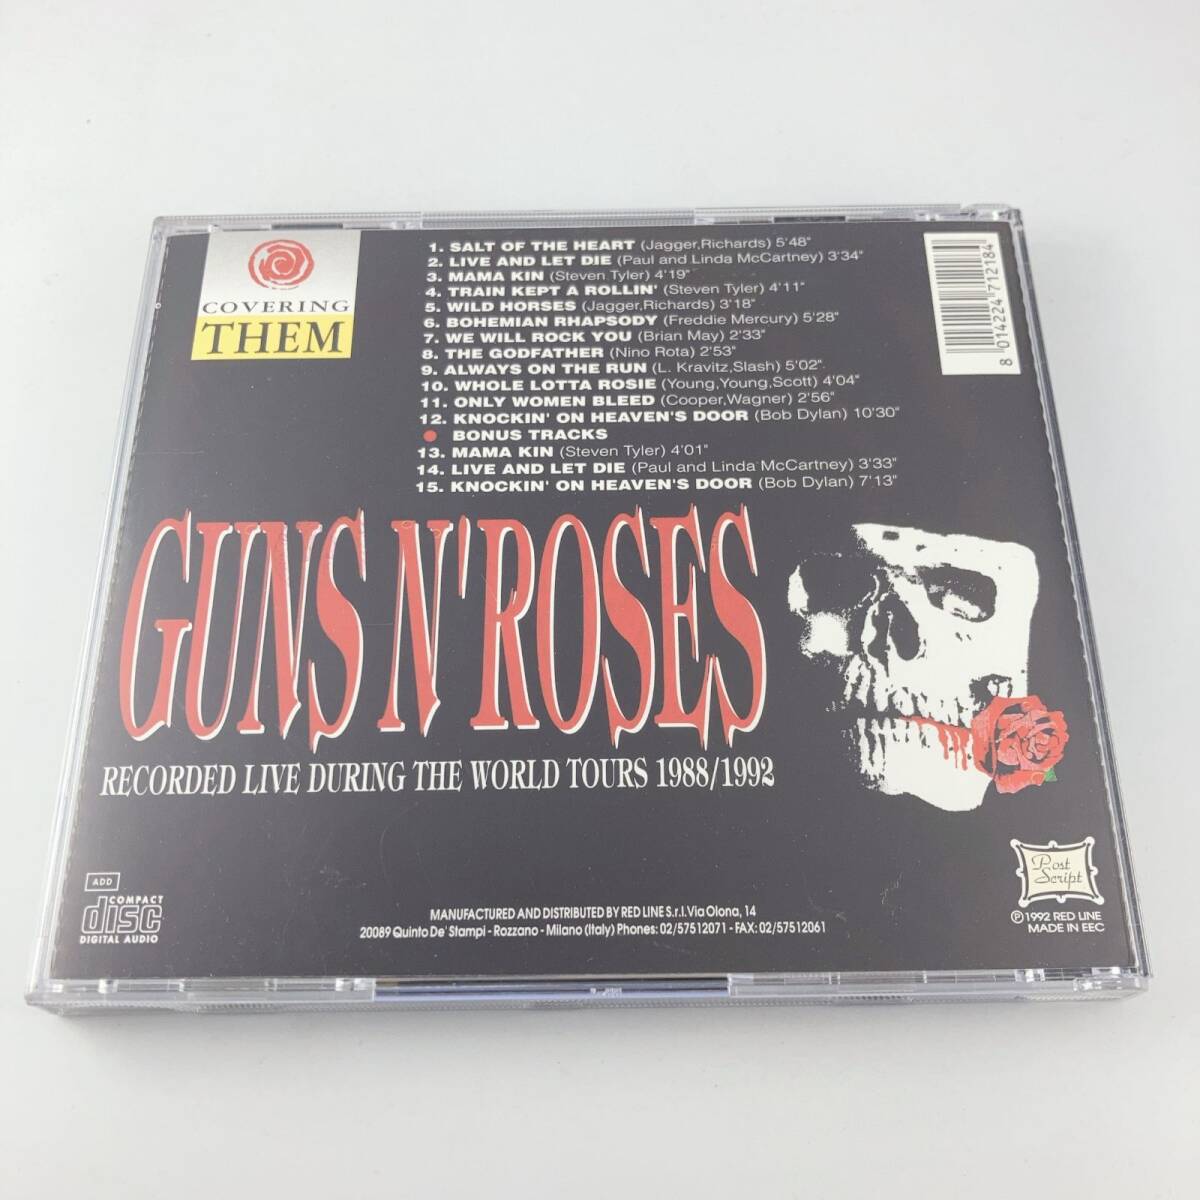 COVERING
THEM
1. SALT OF THE HEART (Jagger,Richards) 5'48"
2. LIVE AND LET DIE (Paul and Linda McCartney) 3'34"
3. MAMA KIN (Steven Tyler) 4'19"
4. TRAIN KEPT A ROLLIN' (Steven Tyler) 4'11"
5. WILD HORSES (Jagger,Richards) 3'18"
6. BOHEMIAN RHAPSODY (Freddie Mercury) 5'28"
7. WE WILL ROCK YOU (Brian May) 2'33"
8. THE GODFATHER (Nino Rota) 2'53"
9. ALWAYS ON THE RUN (L. Kravitz,Slash) 5'02"
10. WHOLE LOTTA ROSIE (Young,Young,Scott) 4'04"
11. ONLY WOMEN BLEED (Cooper,Wagner) 2'56"
12. KNOCKIN' ON HEAVEN'S DOOR (Bob Dylan) 10'30"
BONUS TRACKS
13. MAMA KIN (Steven Tyler) 4'01"
14. LIVE AND LET DIE (Paul and Linda McCartney) 3'33"
15. KNOCKIN' ON HEAVEN'S DOOR (Bob Dylan) 7'13"
8 014224 712184
GUNS N' ROSES
RECORDED LIVE DURING THE WORLD TOURS 1988/1992
ADD
COMPACT
disc
DIGITAL AUDIO
MANUFACTURED AND DISTRIBUTED BY RED LINE S.r.l. Via Olona, 14
20089 Quinto De' Stampi - Rozzano - Milano (Italy) Phones: 02/57512071 - FAX: 02/57512061
Post
Script
℗ 1992 RED LINE
MADE IN EEC